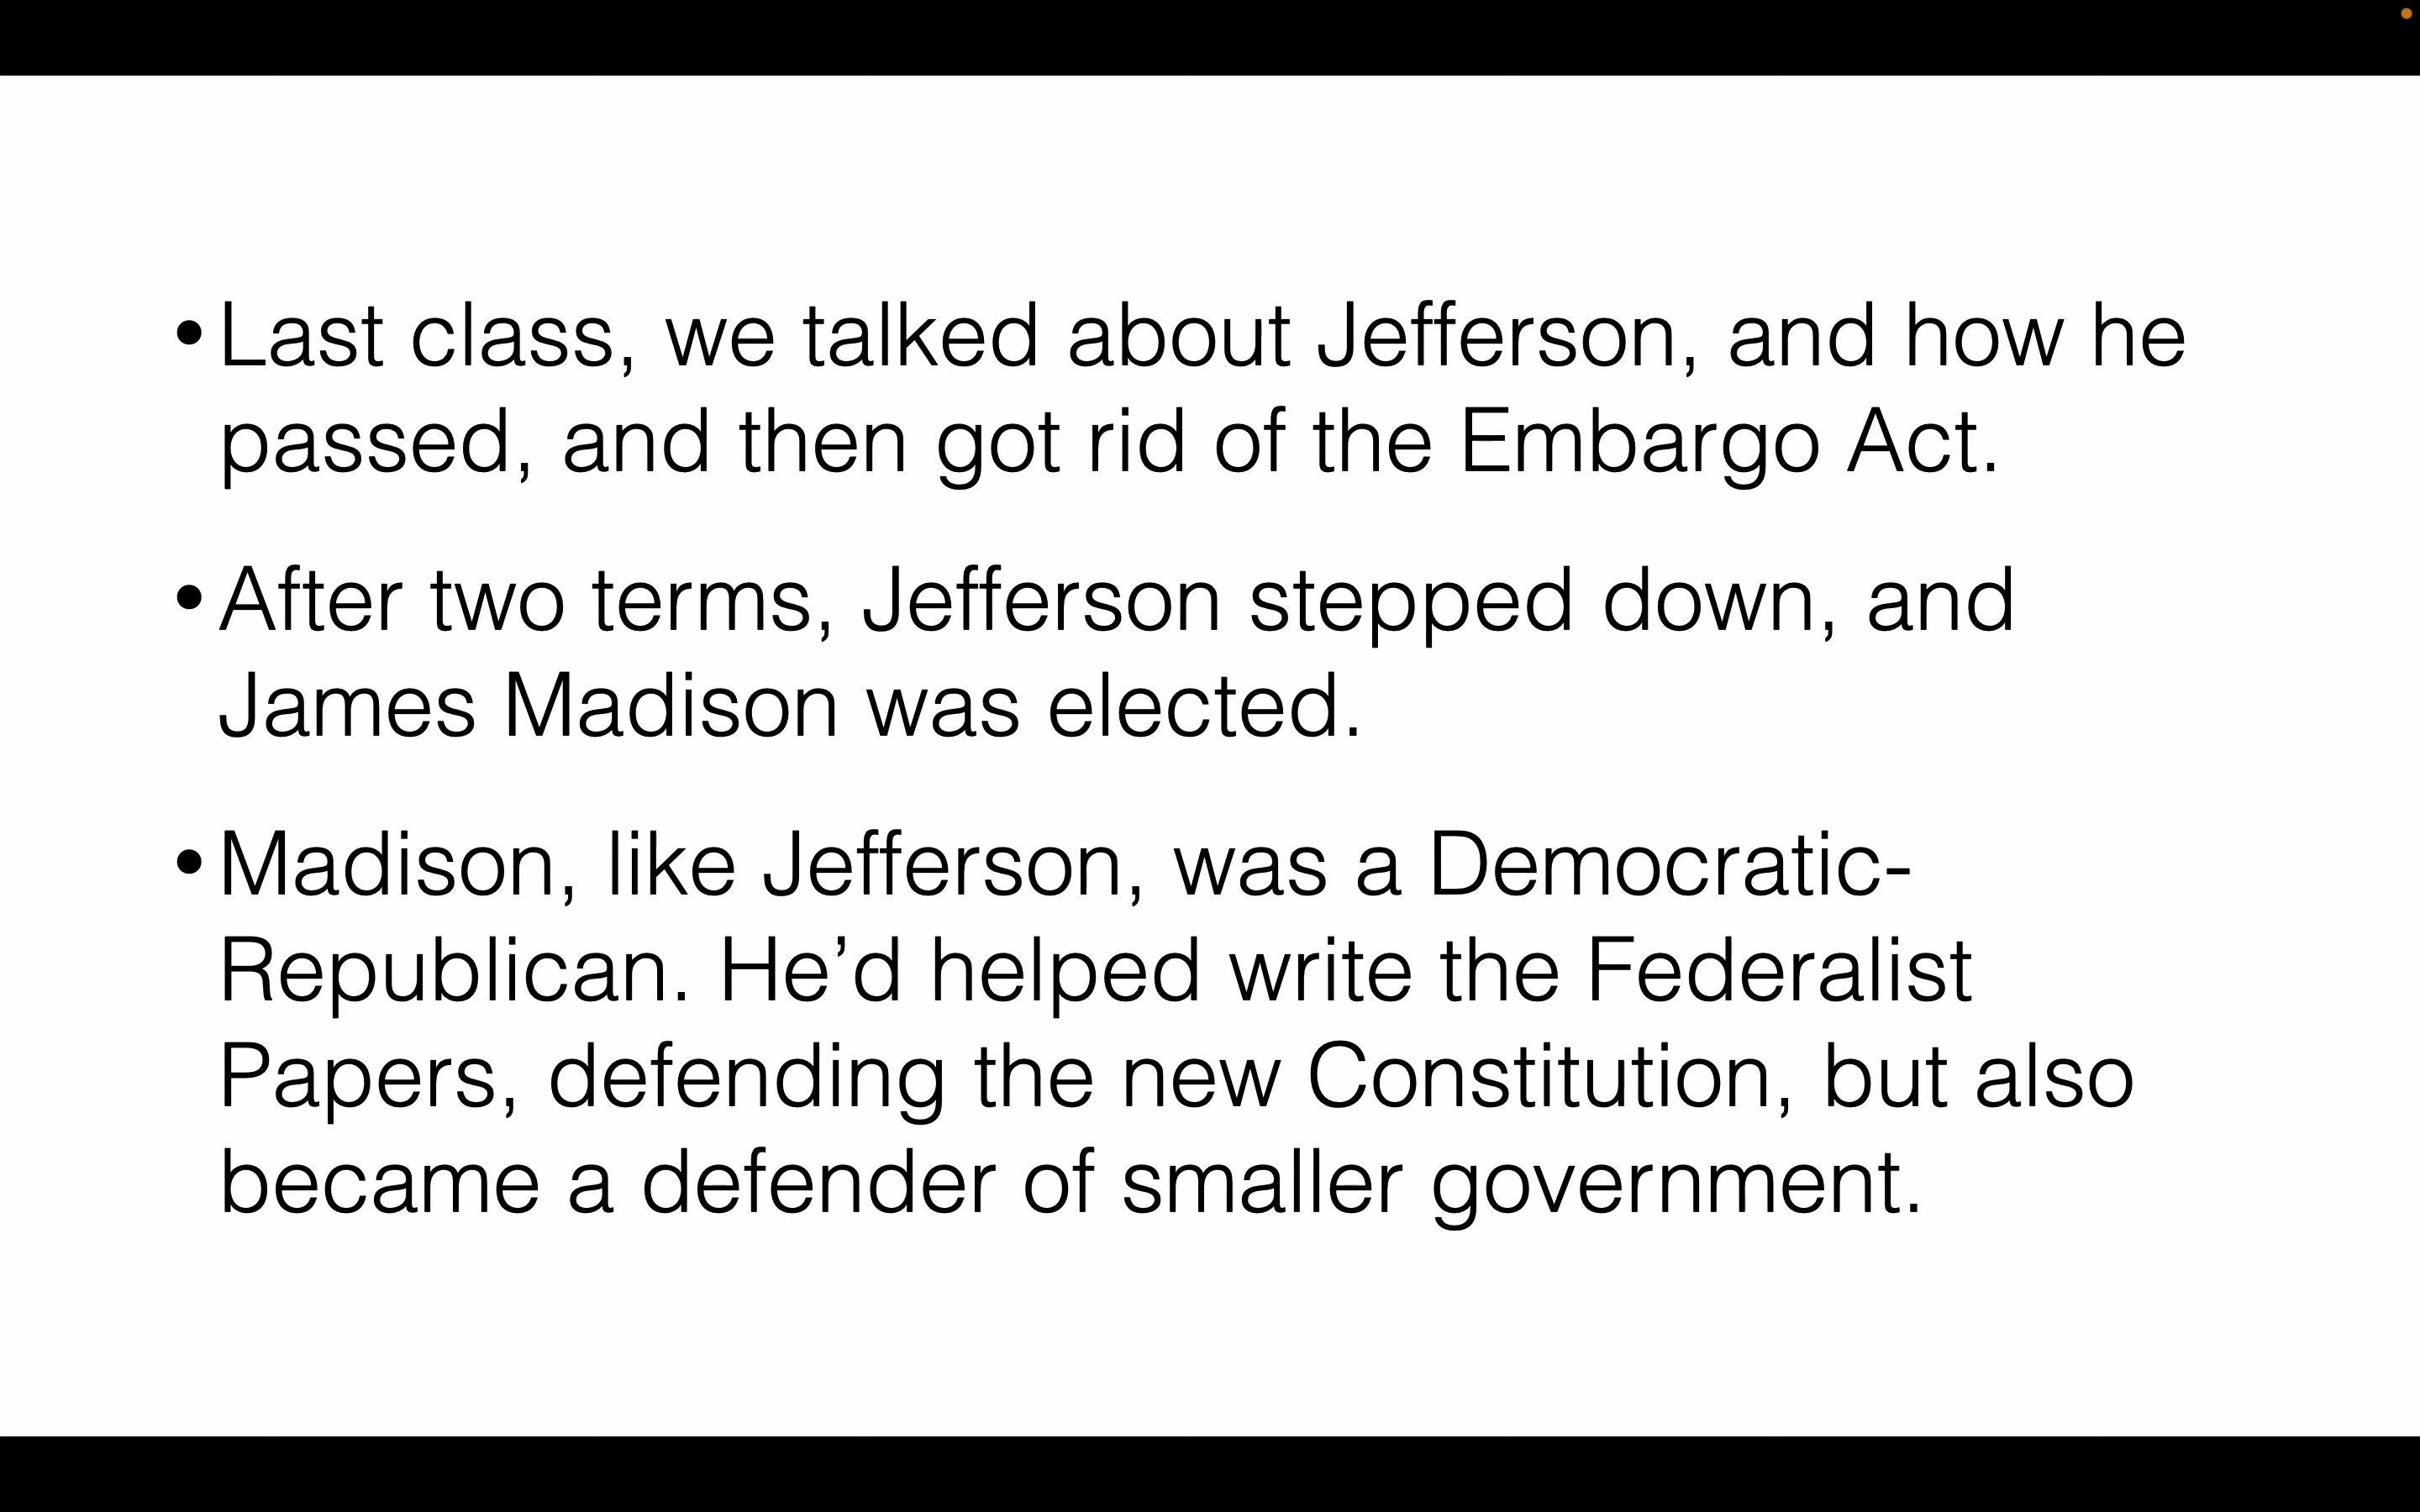 • Last class, we talked about Jefferson, and how he
passed, and then got rid of the Embargo Act.
• After two terms, Jefferson stepped down, and
James Madison was elected.
• Madison, like Jefferson, was a Democratic-
Republican. He’d helped write the Federalist
Papers, defending the new Constitution, but also
became a defender of smaller government.